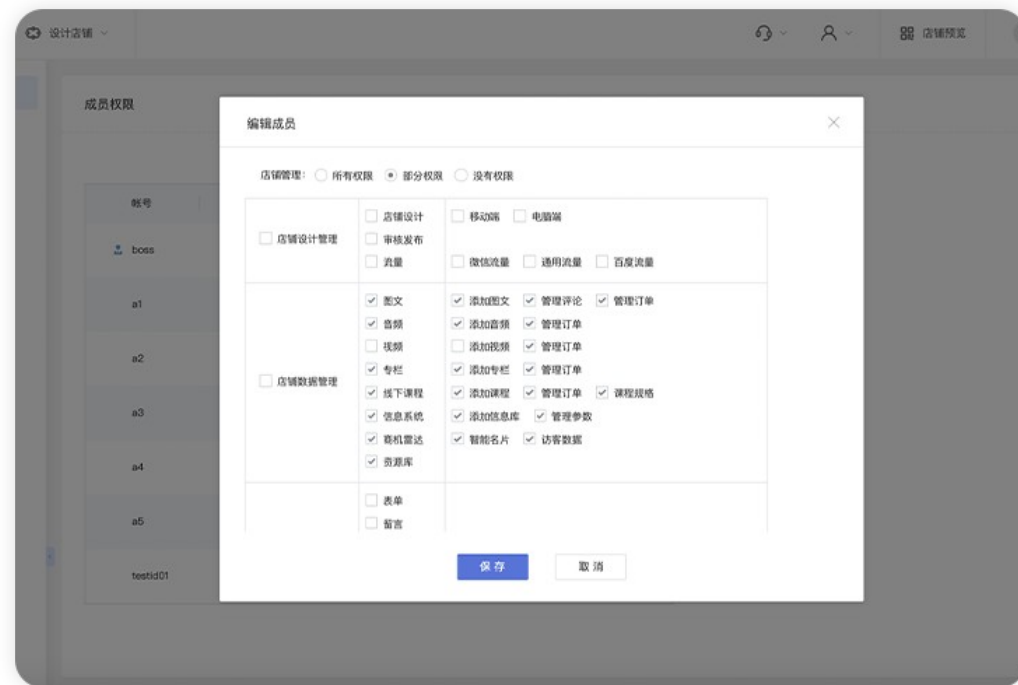 设计店铺
店铺预览
成员权限
编辑成员
店铺管理： 所有权限 部分权限 没有权限
帐号
boss
a1
a2
a3
a4
a5
testid01
店铺设计管理
店铺设计 移动端 电脑端
审核发布
流量 微信流量 通用流量 百度流量
店铺数据管理
图文 添加图文 管理评论 管理订单
音频 添加音频 管理订单
视频 添加视频 管理订单
专栏 添加专栏 管理订单
线下课程 添加课程 管理订单 课程规格
信息系统 添加信息库 管理参数
商机雷达 智能名片 访客数据
资源库
表单
留言
保存 取消